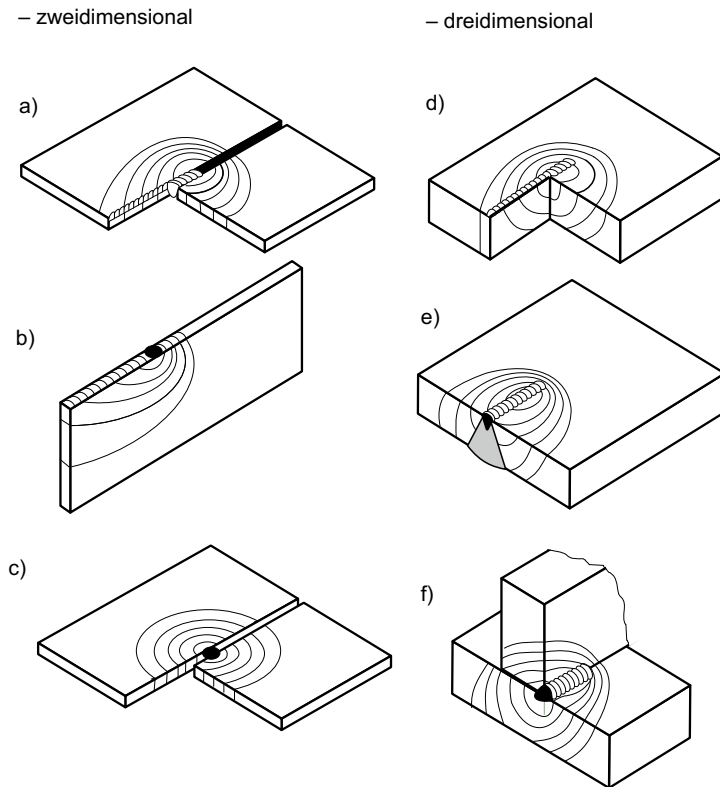 – zweidimensional
– dreidimensional
a)
d)
b)
e)
c)
f)